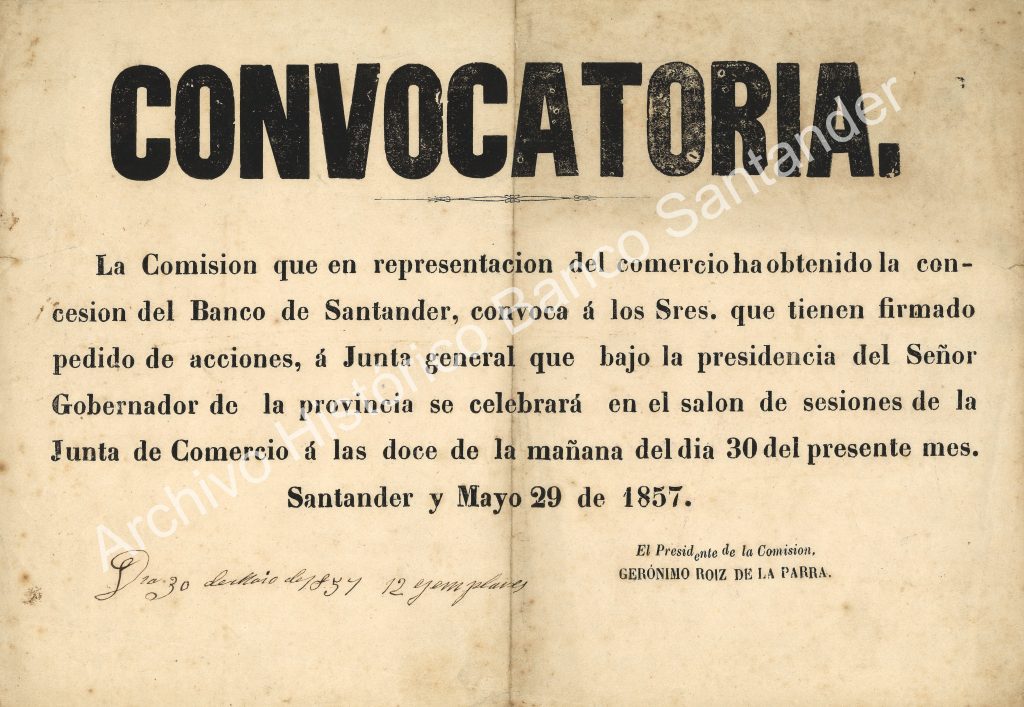 CONVOCATORIA.
La Comision que en representacion del comercio ha obtenido la con-
cesion del Banco de Santander, convoca á los Sres. que tienen firmado
pedido de acciones, á Junta general que bajo la presidencia del Señor
Gobernador de la provincia se celebrará en el salon de sesiones de la
Junta de Comercio á las doce de la mañana del dia 30 del presente mes.
Santander y Mayo 29 de 1857.
El Presidente de la Comision,
GERÓNIMO ROIZ DE LA PARRA.
30 de Maio de 1857 12 ejemplares
Archivo Histórico Banco Santander